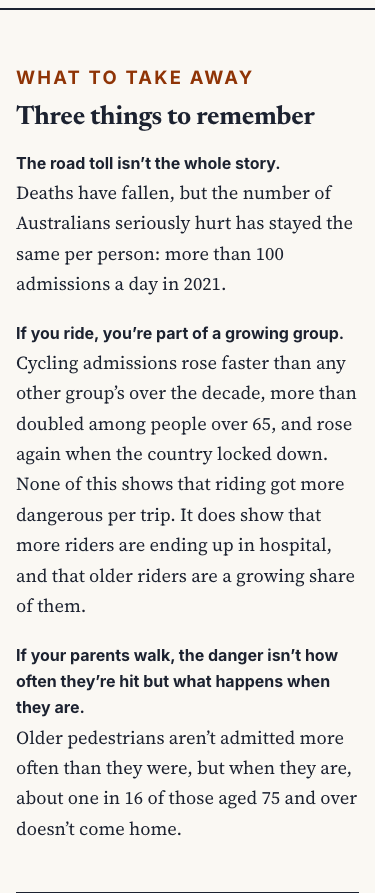 WHAT TO TAKE AWAY
Three things to remember
The road toll isn’t the whole story.
Deaths have fallen, but the number of
Australians seriously hurt has stayed the
same per person: more than 100
admissions a day in 2021.
If you ride, you’re part of a growing group.
Cycling admissions rose faster than any
other group’s over the decade, more than
doubled among people over 65, and rose
again when the country locked down.
None of this shows that riding got more
dangerous per trip. It does show that
more riders are ending up in hospital,
and that older riders are a growing share
of them.
If your parents walk, the danger isn’t how
often they’re hit but what happens when
they are.
Older pedestrians aren’t admitted more
often than they were, but when they are,
about one in 16 of those aged 75 and over
doesn’t come home.